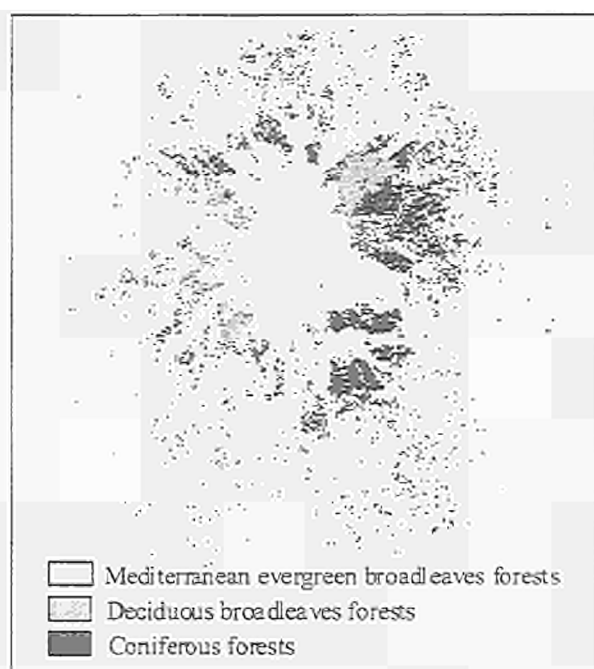 Mediterranean evergreen broadleaves forests
Deciduous broadleaves forests
Coniferous forests